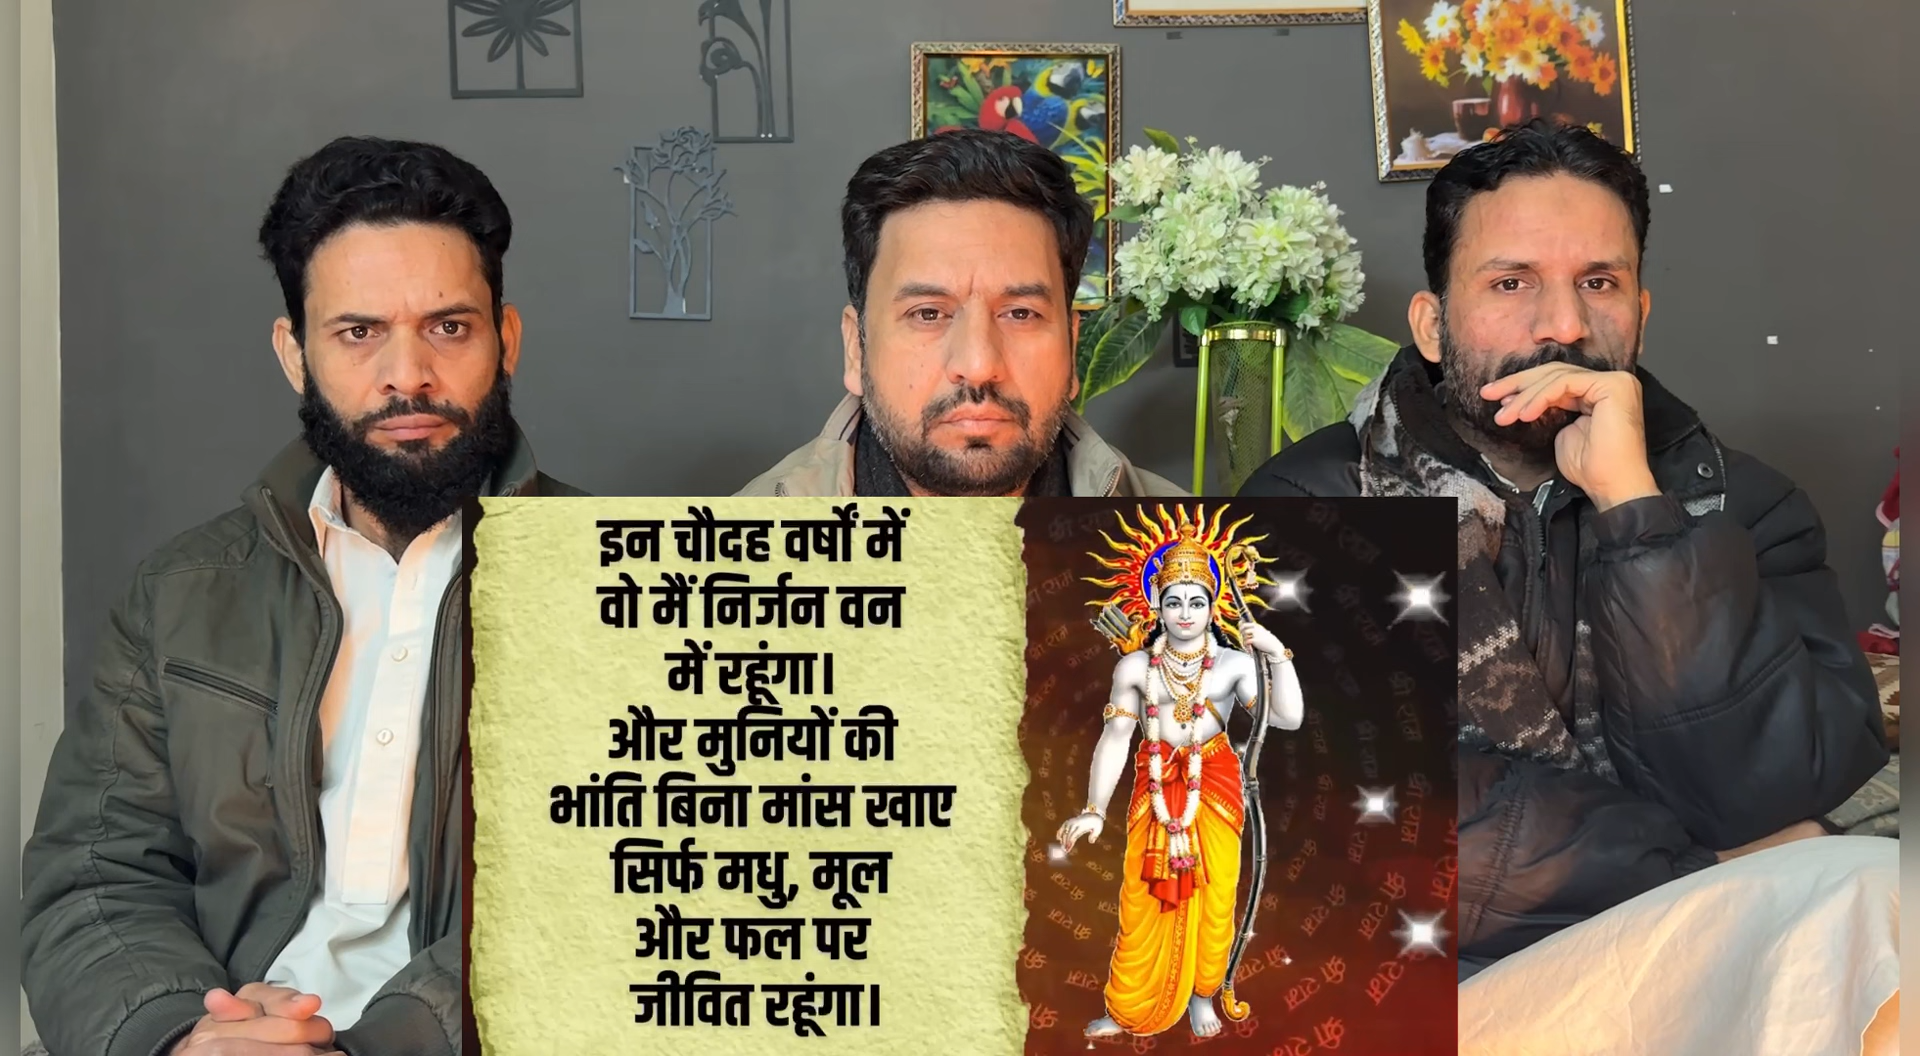 इन चौदह वर्षों में
वो मैं निर्जन वन
में रहूंगा।
और मुनियों की
भांति बिना मांस खाए
सिर्फ मधु, मूल
और फल पर
जीवित रहूंगा।
श्री राम
श्री राम
श्री राम
श्री राम
श्री राम
श्री राम